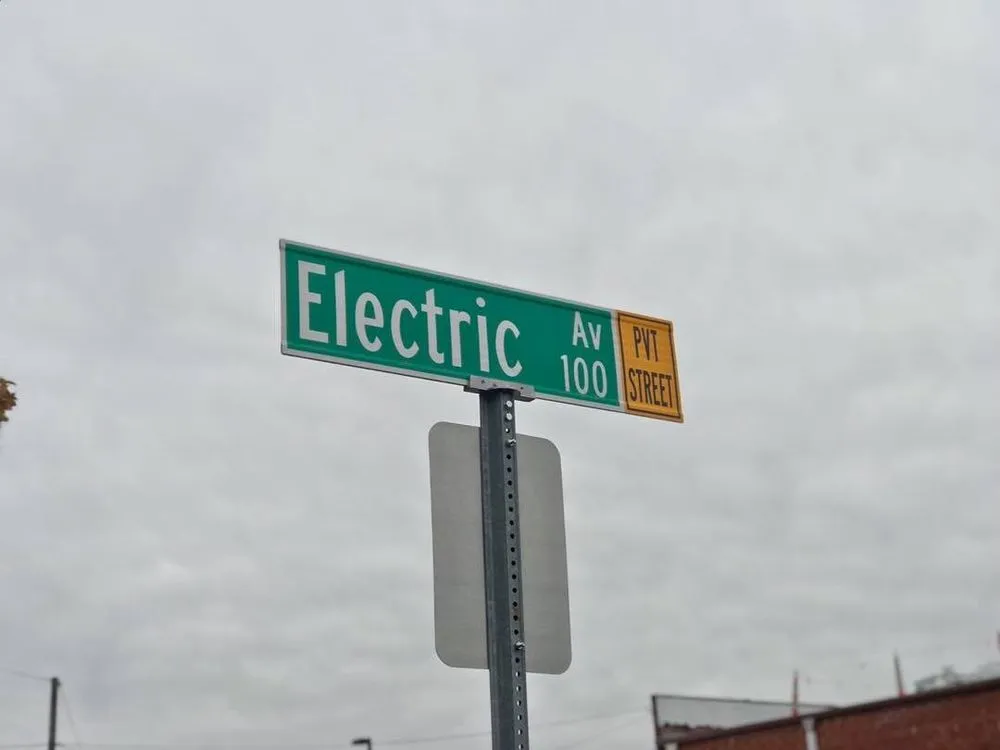 Electric Av
100
PVT
STREET